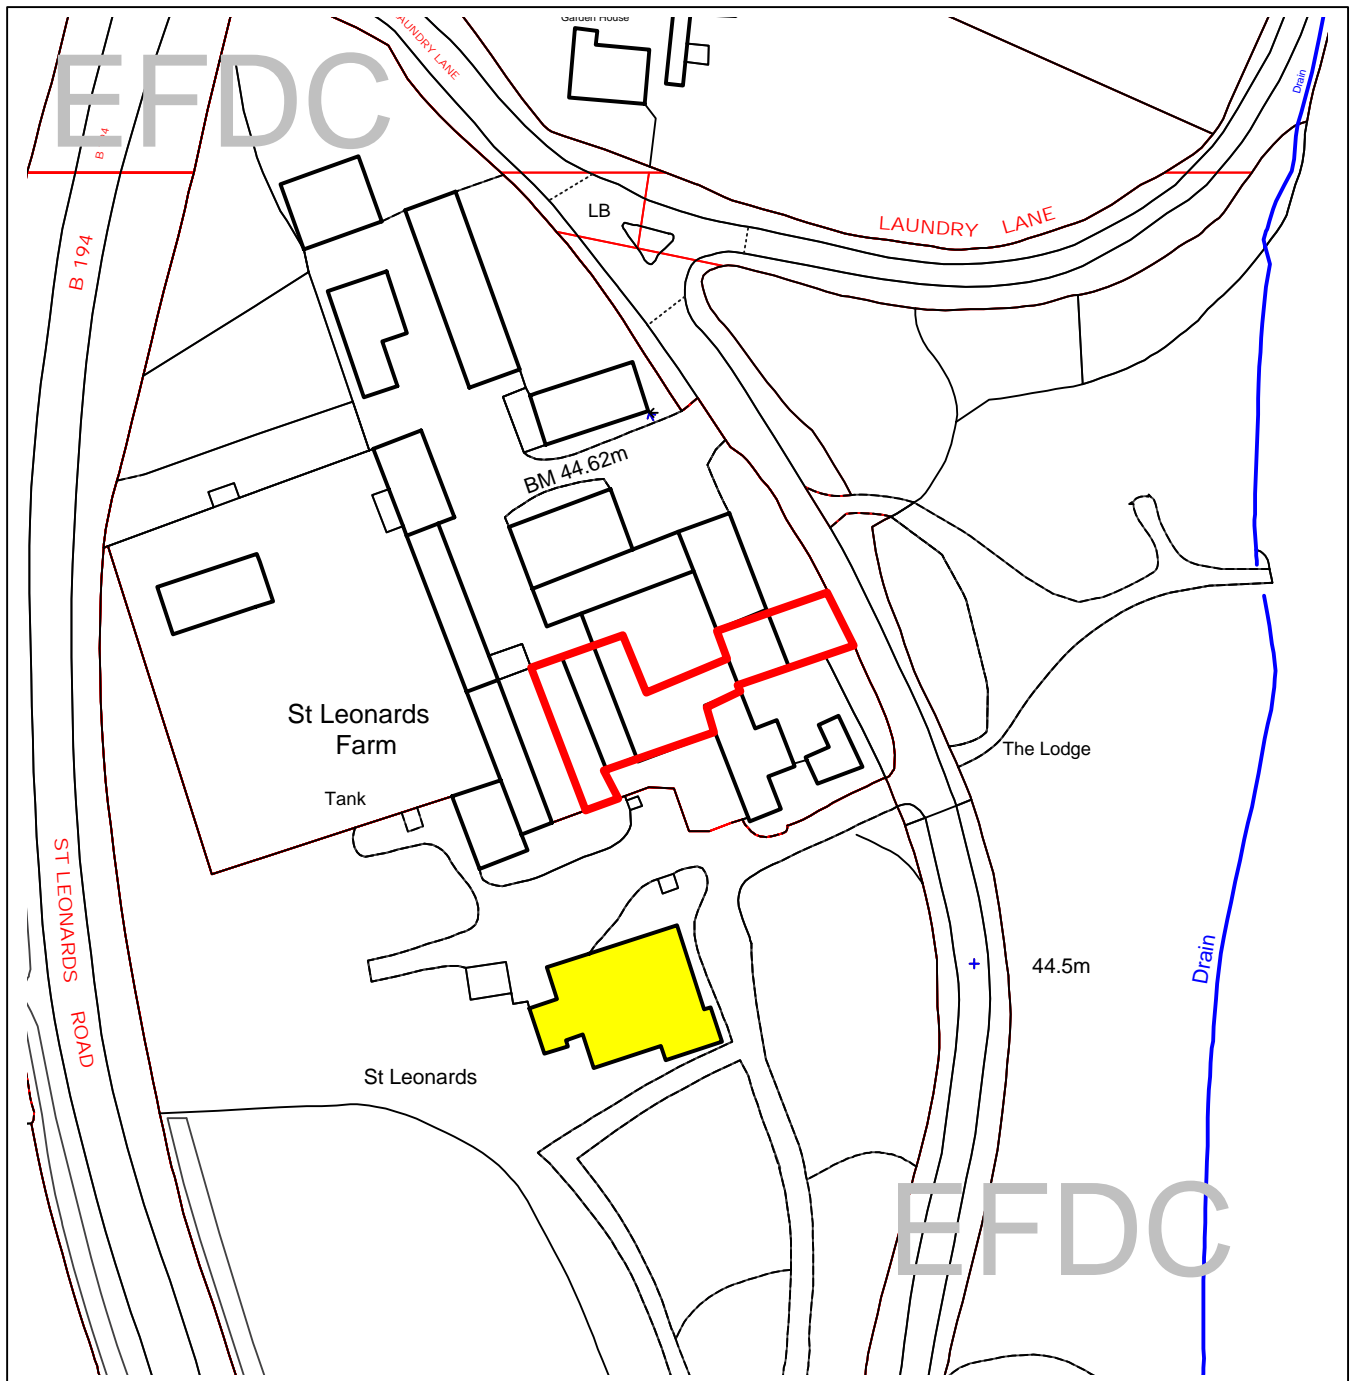 Garden House
LAUNDRY LANE
EFDC
Drain
B 194
LB
LAUNDRY LANE
B 194
BM 44.62m
St Leonards
Farm
The Lodge
Tank
ST LEONARDS ROAD
Drain
44.5m
St Leonards
EFDC